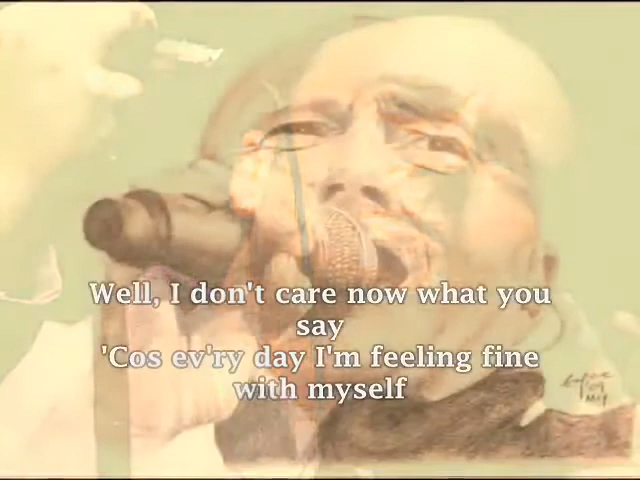 Well, I don't care now what you
say
'Cos ev'ry day I'm feeling fine
with myself